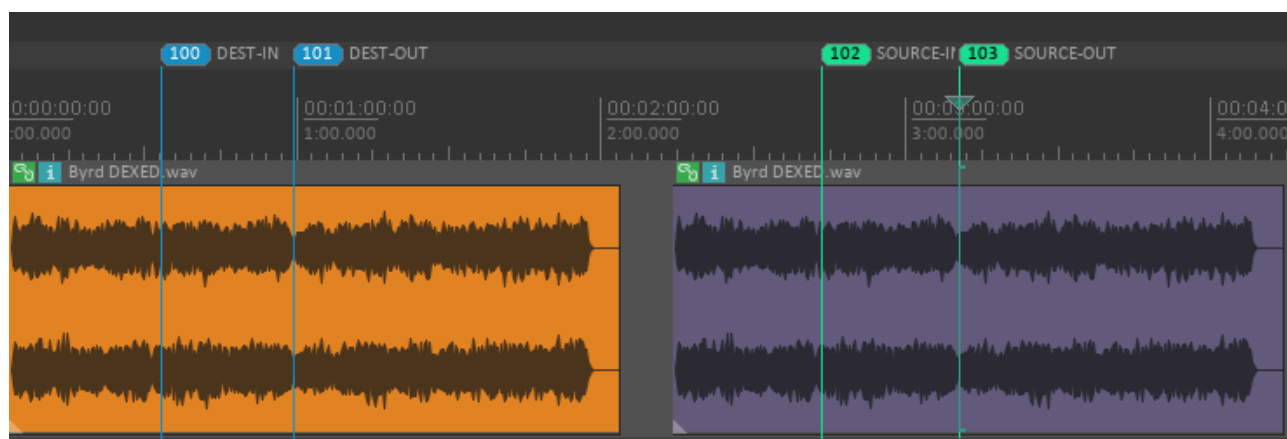 100 DEST-IN 101 DEST-OUT 102 SOURCE-I 103 SOURCE-OUT
0:00:00:00 00:01:00:00 00:02:00:00 00:03:00:00 00:04:0
:00.000 1:00.000 2:00.000 3:00.000 4:00.000
i Byrd DEXED.wav i Byrd DEXED.wav